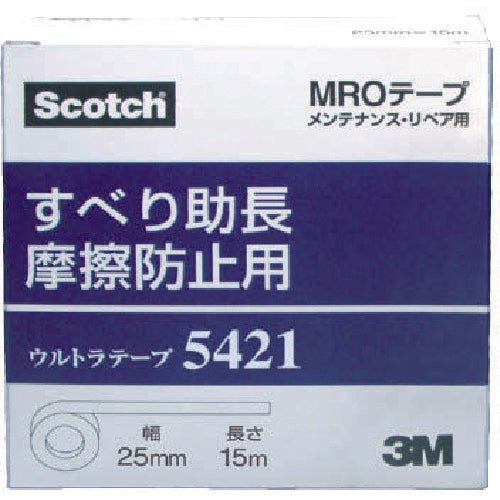 Scotch
MROテープ
メンテナンス・リペア用
すべり助長
摩擦防止用
ウルトラテープ 5421
幅 長さ
25mm 15m
3M